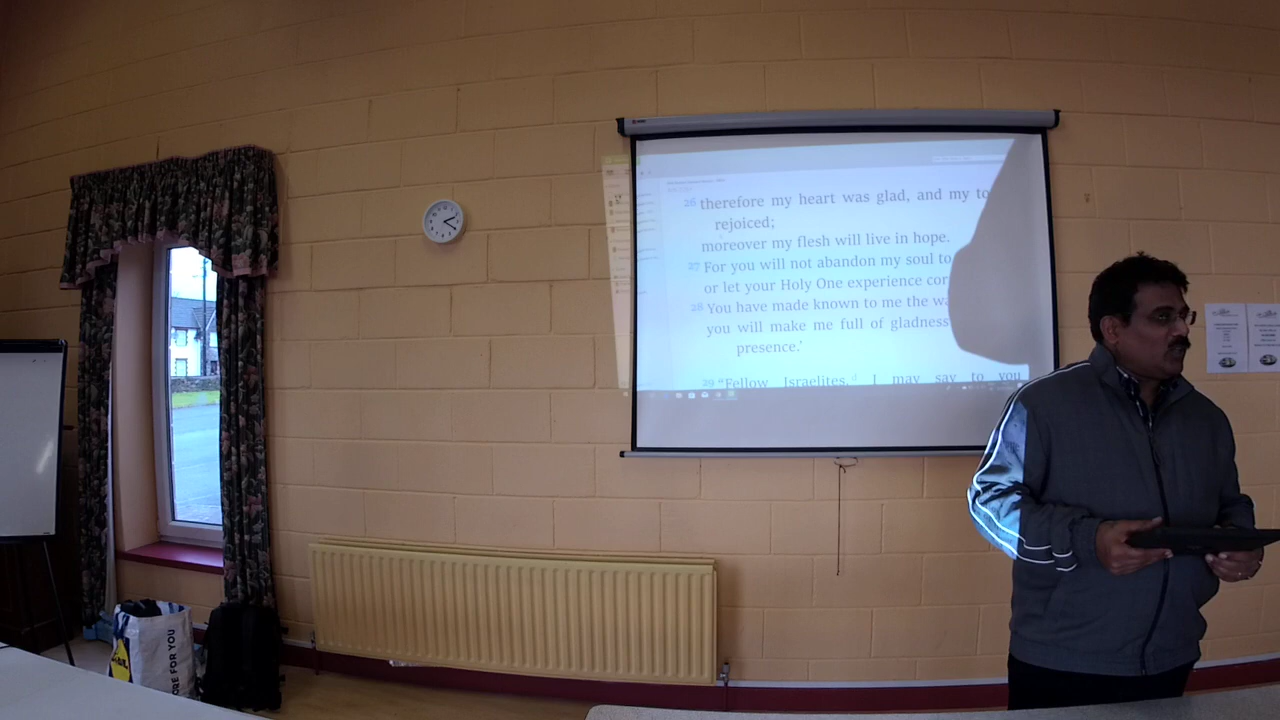 26 therefore my heart was glad, and my to
rejoiced;
moreover my flesh will live in hope.
27 For you will not abandon my soul to
or let your Holy One experience cor
28 You have made known to me the wa
you will make me full of gladness
presence.'
29 "Fellow Israelites, I may say to you
ORE FOR YOU